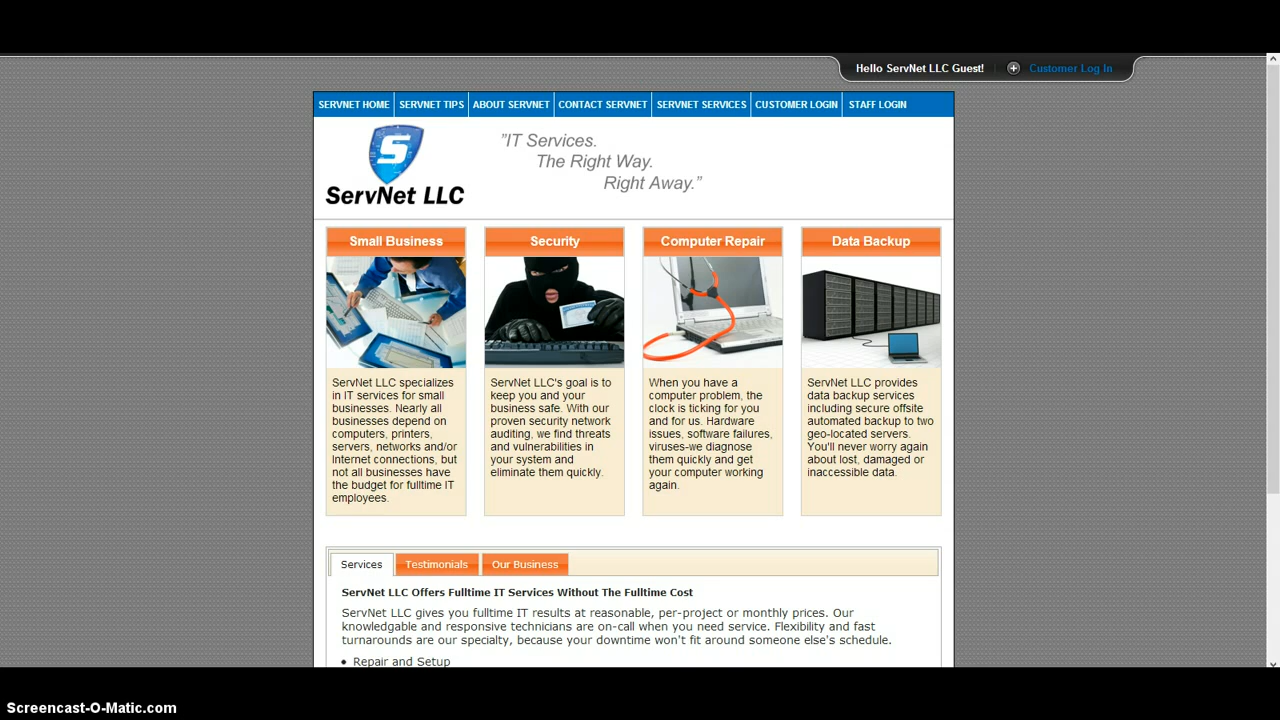 Hello ServNet LLC Guest! Customer Log In
SERVNET HOME SERVNET TIPS ABOUT SERVNET CONTACT SERVNET SERVNET SERVICES CUSTOMER LOGIN STAFF LOGIN
S
ServNet LLC
"IT Services.
The Right Way.
Right Away."
Small Business
ServNet LLC specializes
in IT services for small
businesses. Nearly all
businesses depend on
computers, printers,
servers, networks and/or
Internet connections, but
not all businesses have
the budget for fulltime IT
employees.
Security
ServNet LLC's goal is to
keep you and your
business safe. With our
proven security network
auditing, we find threats
and vulnerabilities in
your system and
eliminate them quickly.
Computer Repair
When you have a
computer problem, the
clock is ticking for you
and for us. Hardware
issues, software failures,
viruses-we diagnose
them quickly and get
your computer working
again.
Data Backup
ServNet LLC provides
data backup services
including secure offsite
automated backup to two
geo-located servers.
You'll never worry again
about lost, damaged or
inaccessible data.
Services Testimonials Our Business
ServNet LLC Offers Fulltime IT Services Without The Fulltime Cost
ServNet LLC gives you fulltime IT results at reasonable, per-project or monthly prices. Our
knowledgable and responsive technicians are on-call when you need service. Flexibility and fast
turnarounds are our specialty, because your downtime won't fit around someone else's schedule.
• Repair and Setup
Screencast-O-Matic.com